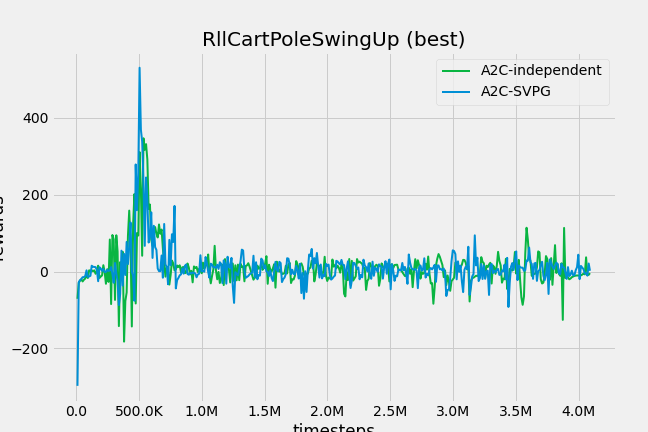 RllCartPoleSwingUp (best)
A2C-independent
A2C-SVPG
400
200
0
−200
0.0 500.0K 1.0M 1.5M 2.0M 2.5M 3.0M 3.5M 4.0M
timesteps